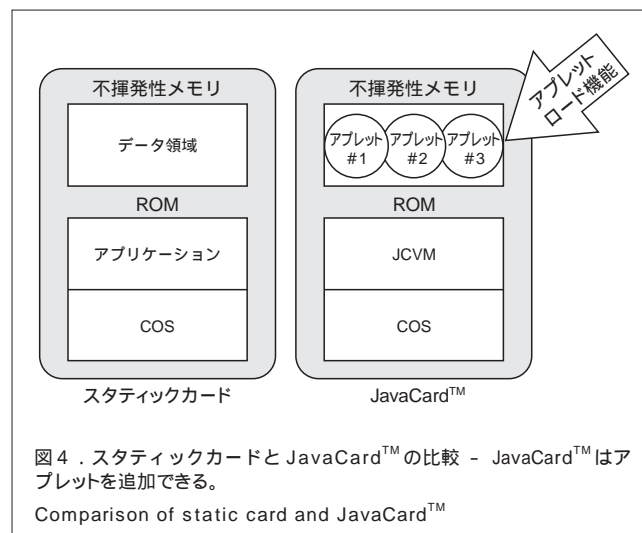 不揮発性メモリ
データ領域
ROM
アプリケーション
COS
スタティックカード
不揮発性メモリ
アプレット
#1
アプレット
#2
アプレット
#3
ROM
JCVM
COS
JavaCard™
アプレット
ロード機能
図4．スタティックカードと JavaCard™の比較 － JavaCard™はア
プレットを追加できる。
Comparison of static card and JavaCard™